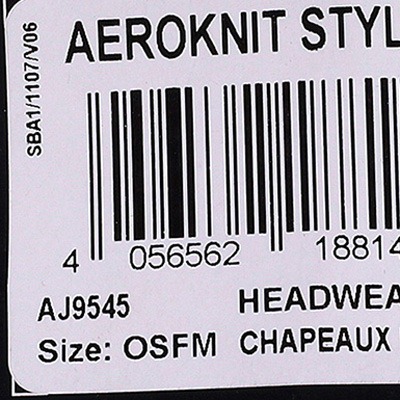 AEROKNIT STYL
SBA1/1107/V06
4 056562 18814
AJ9545 HEADWEA
Size: OSFM CHAPEAUX